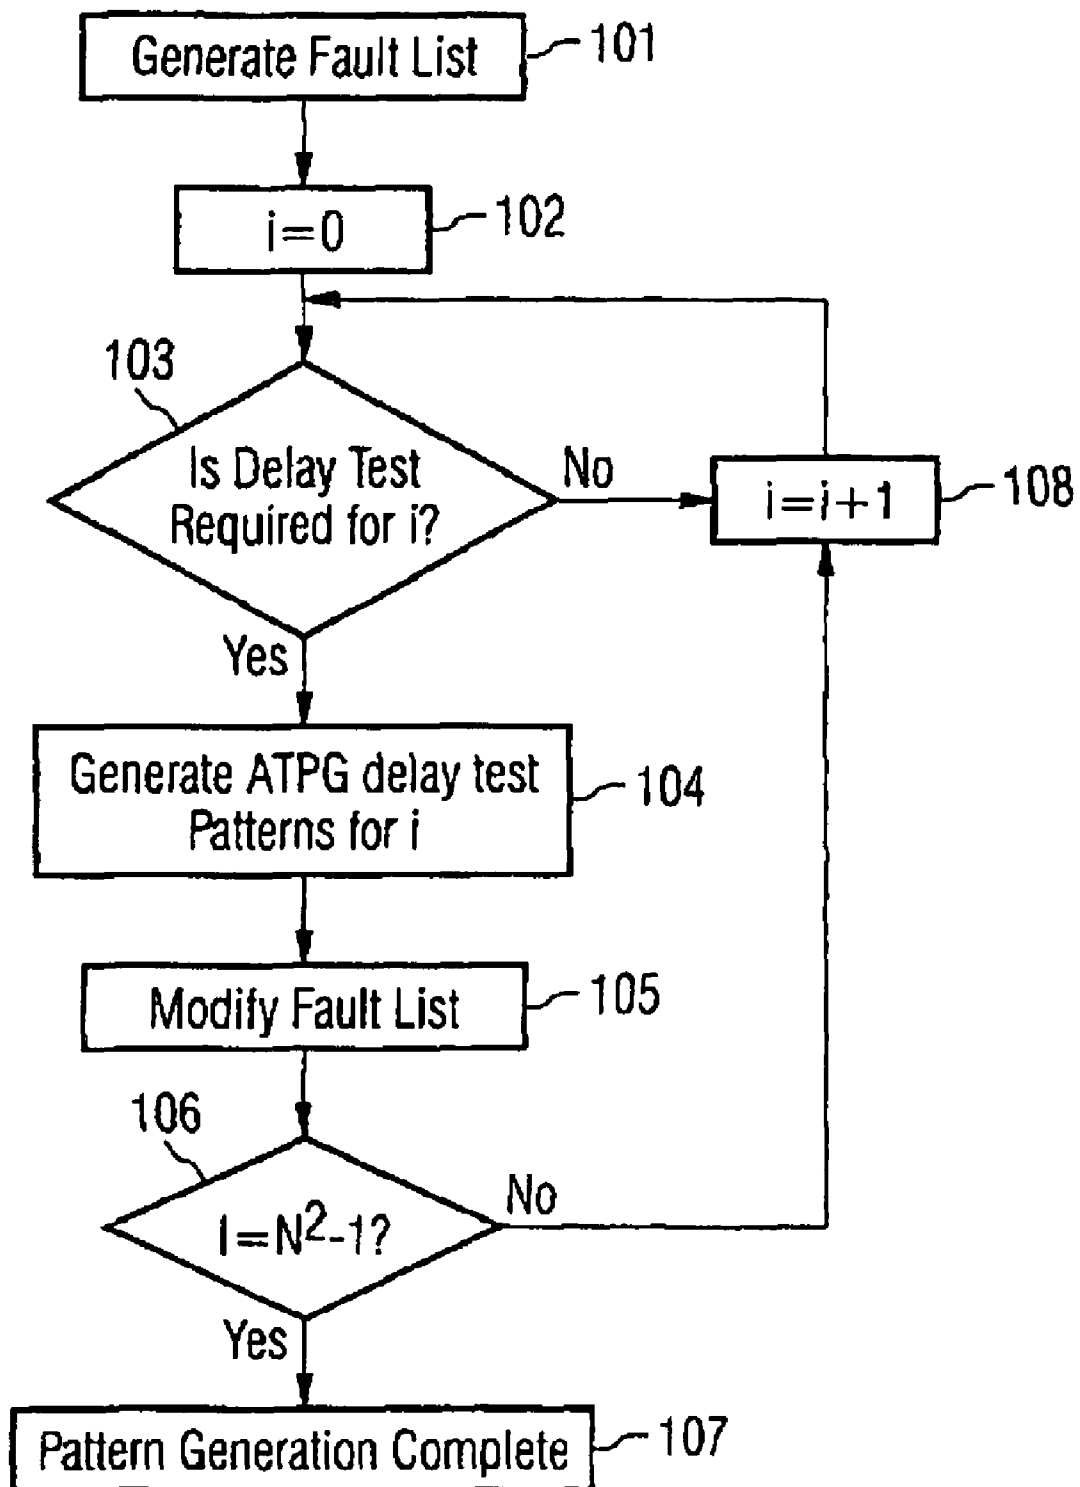 Generate Fault List
101
i=0
102
103
Is Delay Test
Required for i?
No
i=i+1
108
Yes
Generate ATPG delay test
Patterns for i
104
Modify Fault List
105
106
I=N²-1?
No
Yes
Pattern Generation Complete
107